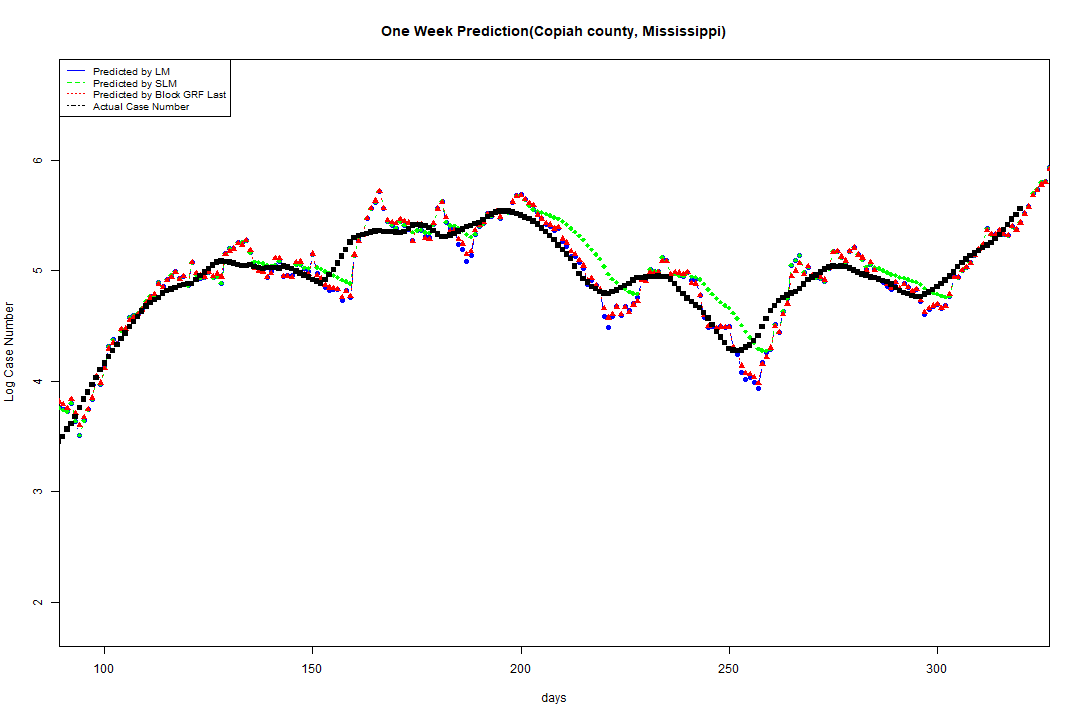 One Week Prediction(Copiah county, Mississippi)
Predicted by LM
Predicted by SLM
Predicted by Block GRF Last
Actual Case Number
6
5
4
3
2
Log Case Number
100 150 200 250 300
days